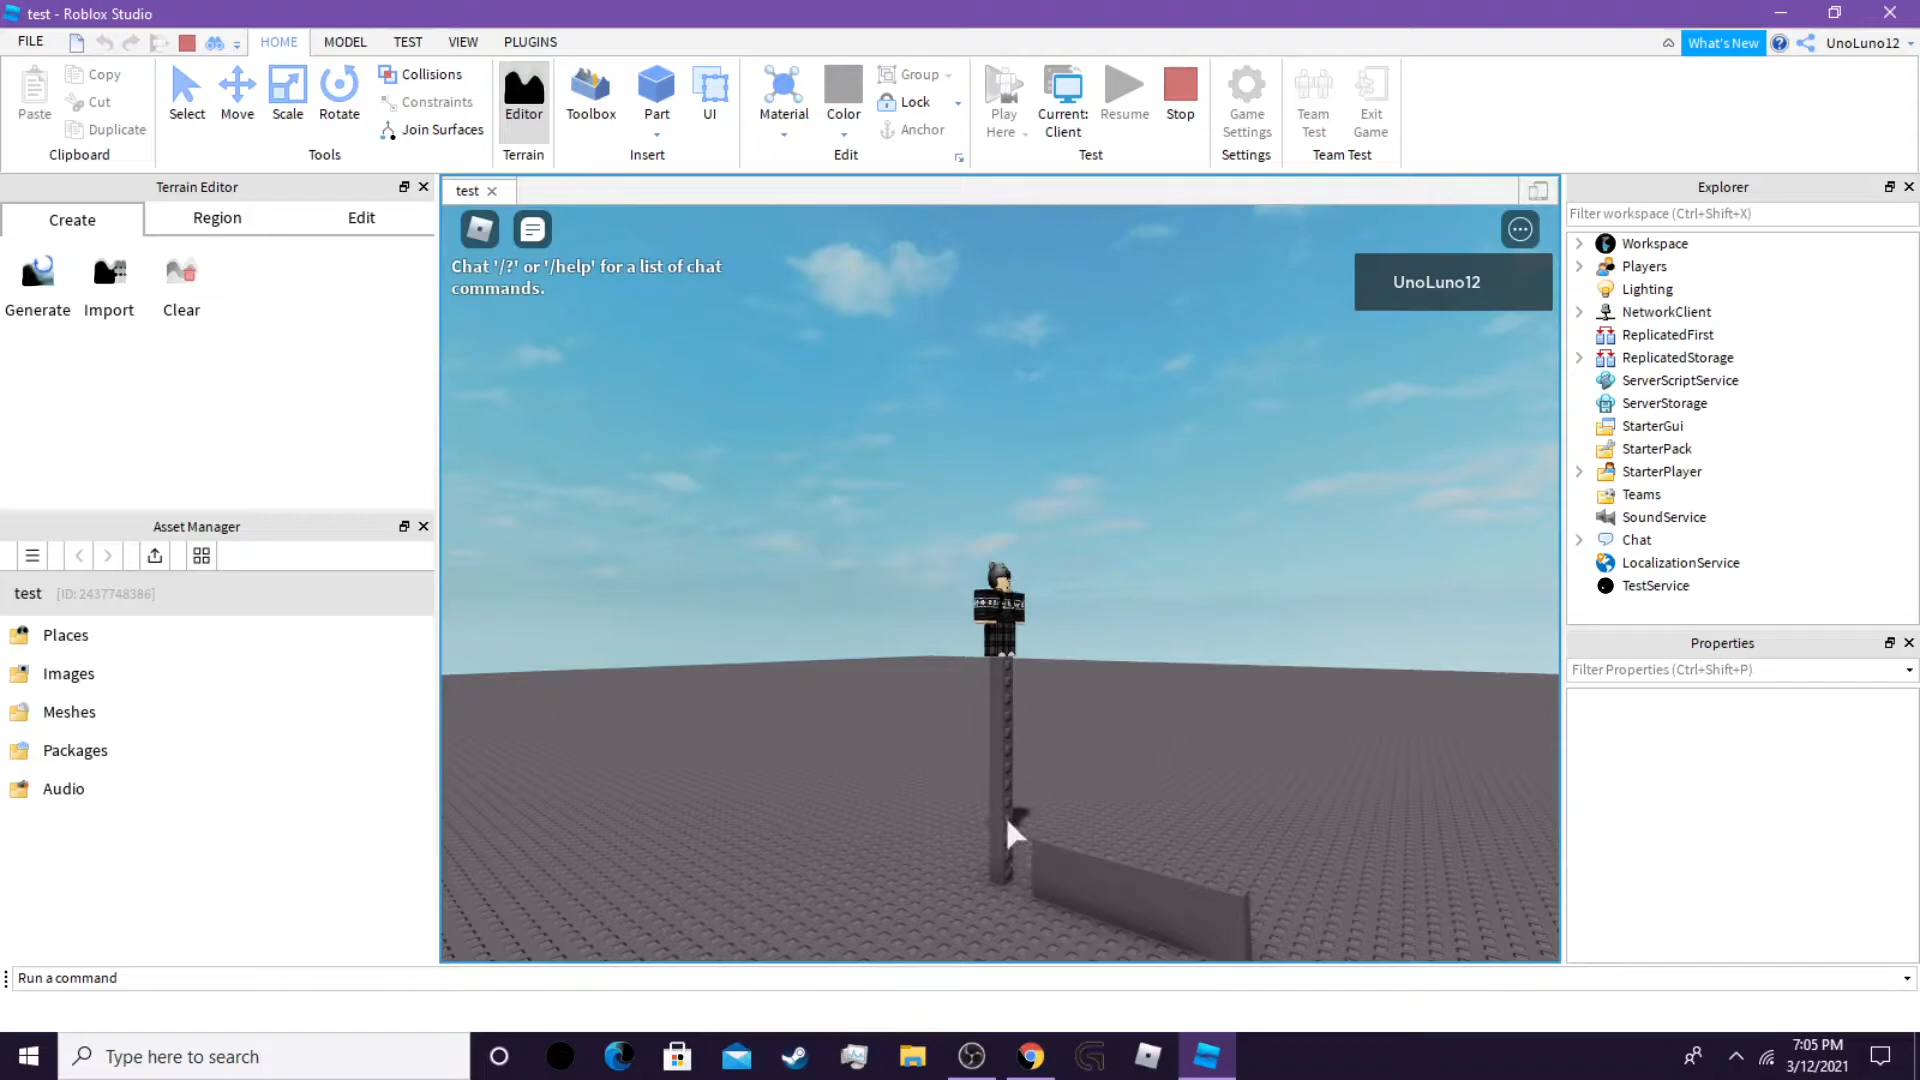 test - Roblox Studio
FILE
HOME
MODEL
TEST
VIEW
PLUGINS
What's New
UnoLuno12
Paste
Copy
Cut
Duplicate
Clipboard
Select
Move
Scale
Rotate
Collisions
Constraints
Join Surfaces
Tools
Editor
Terrain
Toolbox
Part
UI
Insert
Material
Color
Group
Lock
Anchor
Edit
Play
Here
Current:
Client
Resume
Stop
Test
Game
Settings
Settings
Team
Test
Exit
Game
Team Test
Terrain Editor
Create
Region
Edit
Generate
Import
Clear
Asset Manager
test [ID: 2437748386]
Places
Images
Meshes
Packages
Audio
test
Chat '/?' or '/help' for a list of chat
commands.
UnoLuno12
Explorer
Filter workspace (Ctrl+Shift+X)
Workspace
Players
Lighting
NetworkClient
ReplicatedFirst
ReplicatedStorage
ServerScriptService
ServerStorage
StarterGui
StarterPack
StarterPlayer
Teams
SoundService
Chat
LocalizationService
TestService
Properties
Filter Properties (Ctrl+Shift+P)
Run a command
Type here to search
7:05 PM
3/12/2021